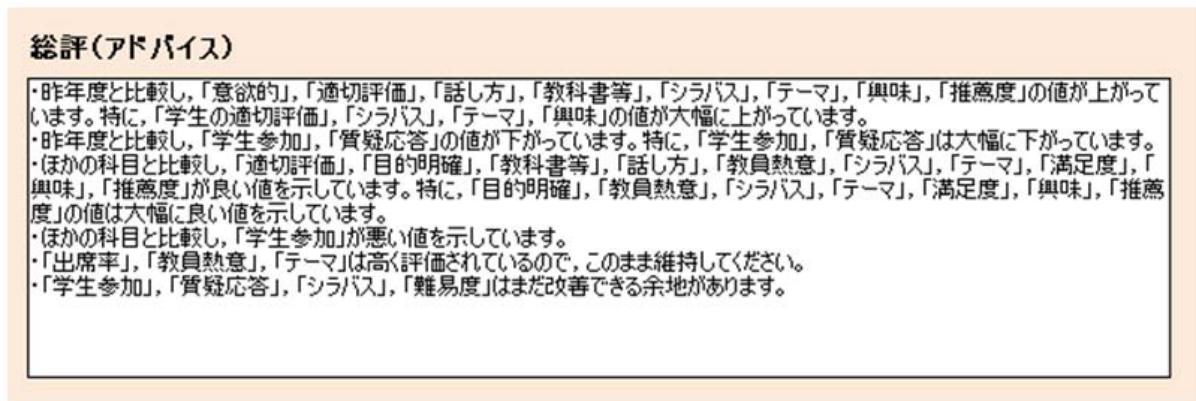 総評(アドバイス)
・昨年度と比較し,「意欲的」,「適切評価」,「話し方」,「教科書等」,「シラバス」,「テーマ」,「興味」,「推薦度」の値が上がって
います。特に,「学生の適切評価」,「シラバス」,「テーマ」,「興味」の値が大幅に上がっています。
・昨年度と比較し,「学生参加」,「質疑応答」の値が下がっています。特に,「学生参加」,「質疑応答」は大幅に下がっています。
・ほかの科目と比較し,「適切評価」,「目的明確」,「教科書等」,「話し方」,「教員熱意」,「シラバス」,「テーマ」,「満足度」,「
興味」,「推薦度」が良い値を示しています。特に,「目的明確」,「教員熱意」,「シラバス」,「テーマ」,「満足度」,「興味」,「推薦
度」の値は大幅に良い値を示しています。
・ほかの科目と比較し,「学生参加」が悪い値を示しています。
・「出席率」,「教員熱意」,「テーマ」は高く評価されているので,このまま維持してください。
・「学生参加」,「質疑応答」,「シラバス」,「難易度」はまだ改善できる余地があります。